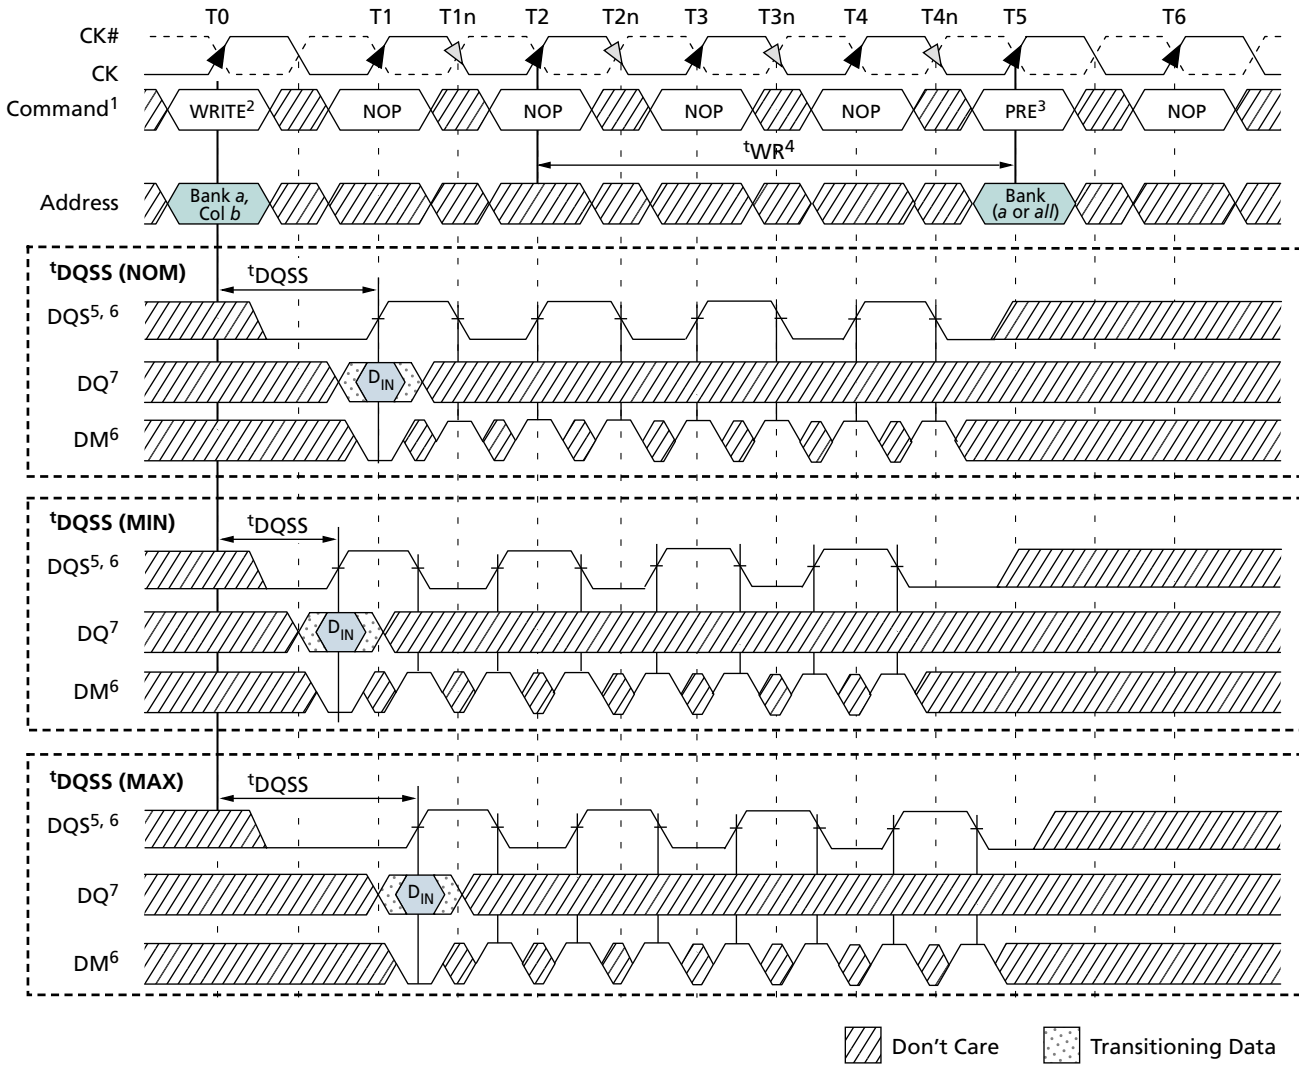 T0 T1 T1n T2 T2n T3 T3n T4 T4n T5 T6
CK#
CK
Command1 WRITE2 NOP NOP NOP NOP PRE3 NOP
tWR4
Address Bank a, Col b Bank (a or all)
tDQSS (NOM) tDQSS
DQS5, 6
DQ7 DIN
DM6
tDQSS (MIN) tDQSS
DQS5, 6
DQ7 DIN
DM6
tDQSS (MAX) tDQSS
DQS5, 6
DQ7 DIN
DM6
Don't Care Transitioning Data